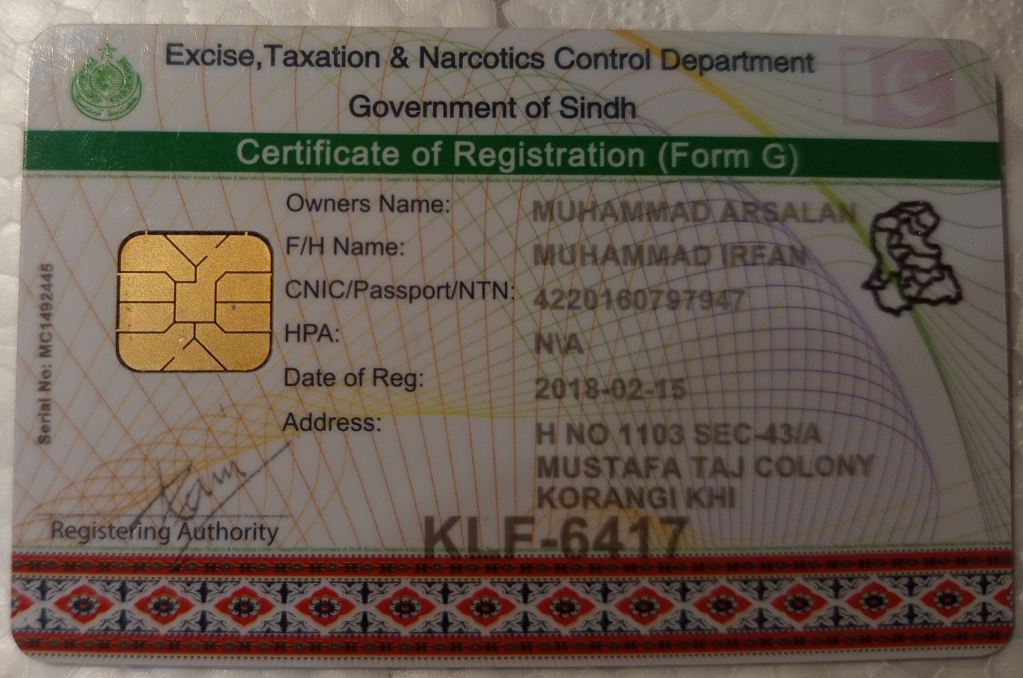 Excise,Taxation & Narcotics Control Department
Government of Sindh
Certificate of Registration (Form G)
Owners Name: MUHAMMAD ARSALAN
F/H Name: MUHAMMAD IRFAN
CNIC/Passport/NTN: 4220160797947
HPA: N\A
Date of Reg: 2018-02-15
Address: H NO 1103 SEC-43/A
MUSTAFA TAJ COLONY
KORANGI KHI
Serial No: MC1492445
Registering Authority
KLF-6417